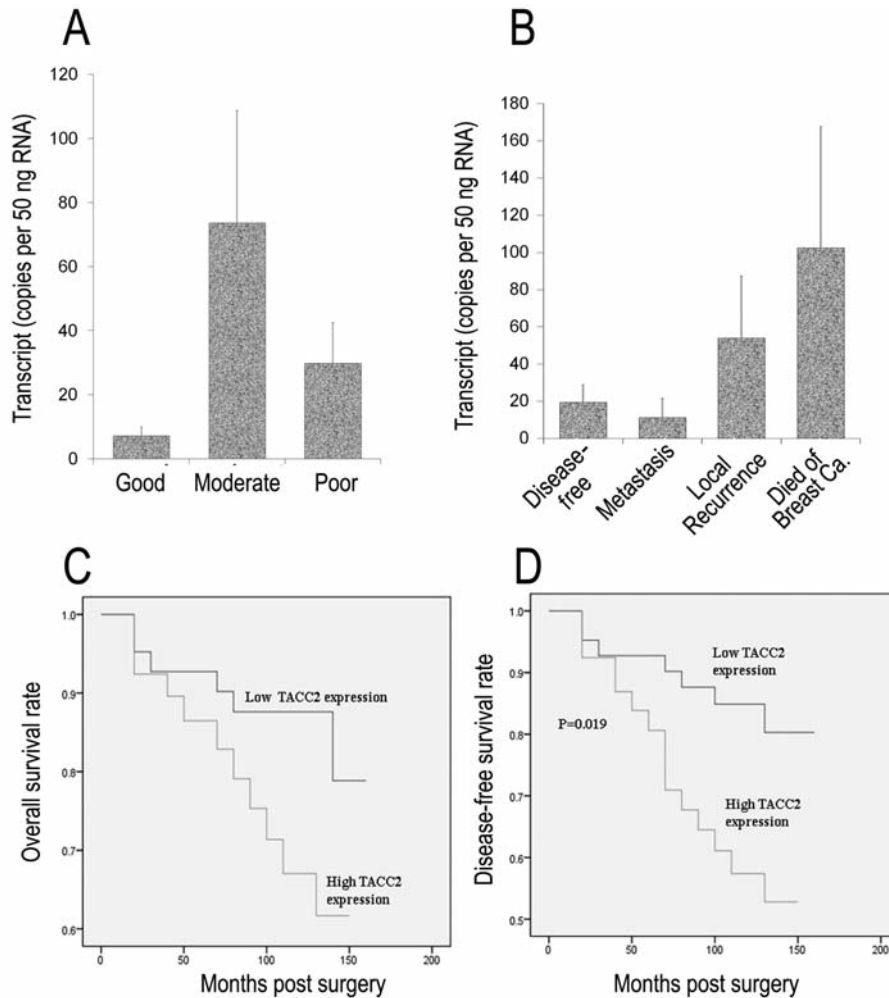 A
Transcript (copies per 50 ng RNA)
120
100
80
60
40
20
0
Good
Moderate
Poor
B
Transcript (copies per 50 ng RNA)
180
160
140
120
100
80
60
40
20
0
Disease-
free
Metastasis
Local
Recurrence
Died of
Breast Ca.
C
Overall survival rate
1.0
0.9
0.8
0.7
0.6
Low TACC2 expression
High TACC2
expression
0
50
100
150
200
Months post surgery
D
Disease-free survival rate
1.0
0.9
0.8
0.7
0.6
0.5
Low TACC2
expression
P=0.019
High TACC2
expression
0
50
100
150
200
Months post surgery